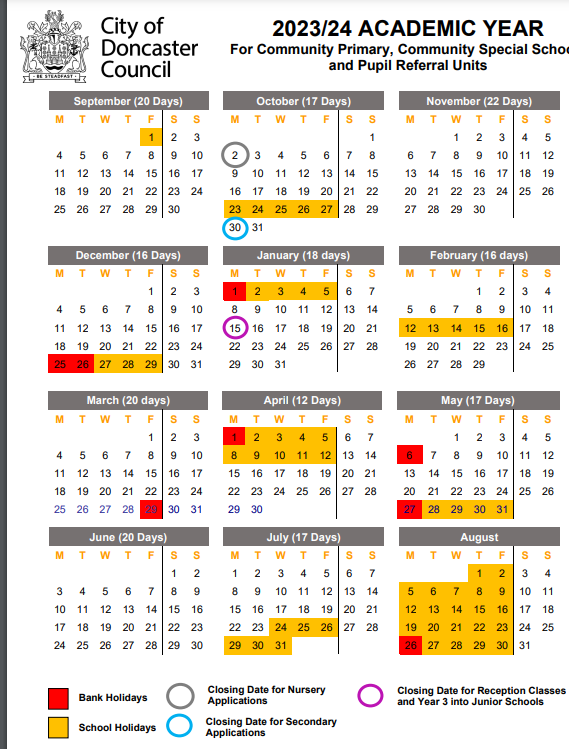 City of
Doncaster
Council
- BE STEADFAST -
2023/24 ACADEMIC YEAR
For Community Primary, Community Special Schoo
and Pupil Referral Units
September (20 Days)
M T W T F S S
1 2 3
4 5 6 7 8 9 10
11 12 13 14 15 16 17
18 19 20 21 22 23 24
25 26 27 28 29 30
October (17 Days)
M T W T F S S
1
2 3 4 5 6 7 8
9 10 11 12 13 14 15
16 17 18 19 20 21 22
23 24 25 26 27 28 29
30 31
November (22 Days)
M T W T F S S
1 2 3 4 5
6 7 8 9 10 11 12
13 14 15 16 17 18 19
20 21 22 23 24 25 26
27 28 29 30
December (16 Days)
M T W T F S S
1 2 3
4 5 6 7 8 9 10
11 12 13 14 15 16 17
18 19 20 21 22 23 24
25 26 27 28 29 30 31
January (18 days)
M T W T F S S
1 2 3 4 5 6 7
8 9 10 11 12 13 14
15 16 17 18 19 20 21
22 23 24 25 26 27 28
29 30 31
February (16 days)
M T W T F S S
1 2 3 4
5 6 7 8 9 10 11
12 13 14 15 16 17 18
19 20 21 22 23 24 25
26 27 28 29
March (20 days)
M T W T F S S
1 2 3
4 5 6 7 8 9 10
11 12 13 14 15 16 17
18 19 20 21 22 23 24
25 26 27 28 29 30 31
April (12 Days)
M T W T F S S
1 2 3 4 5 6 7
8 9 10 11 12 13 14
15 16 17 18 19 20 21
22 23 24 25 26 27 28
29 30
May (17 Days)
M T W T F S S
1 2 3 4 5
6 7 8 9 10 11 12
13 14 15 16 17 18 19
20 21 22 23 24 25 26
27 28 29 30 31
June (20 Days)
M T W T F S S
1 2
3 4 5 6 7 8 9
10 11 12 13 14 15 16
17 18 19 20 21 22 23
24 25 26 27 28 29 30
July (17 Days)
M T W T F S S
1 2 3 4 5 6 7
8 9 10 11 12 13 14
15 16 17 18 19 20 21
22 23 24 25 26 27 28
29 30 31
August
M T W T F S S
1 2 3 4
5 6 7 8 9 10 11
12 13 14 15 16 17 18
19 20 21 22 23 24 25
26 27 28 29 30 31
Bank Holidays
School Holidays
Closing Date for Nursery
Applications
Closing Date for Secondary
Applications
Closing Date for Reception Classes
and Year 3 into Junior Schools